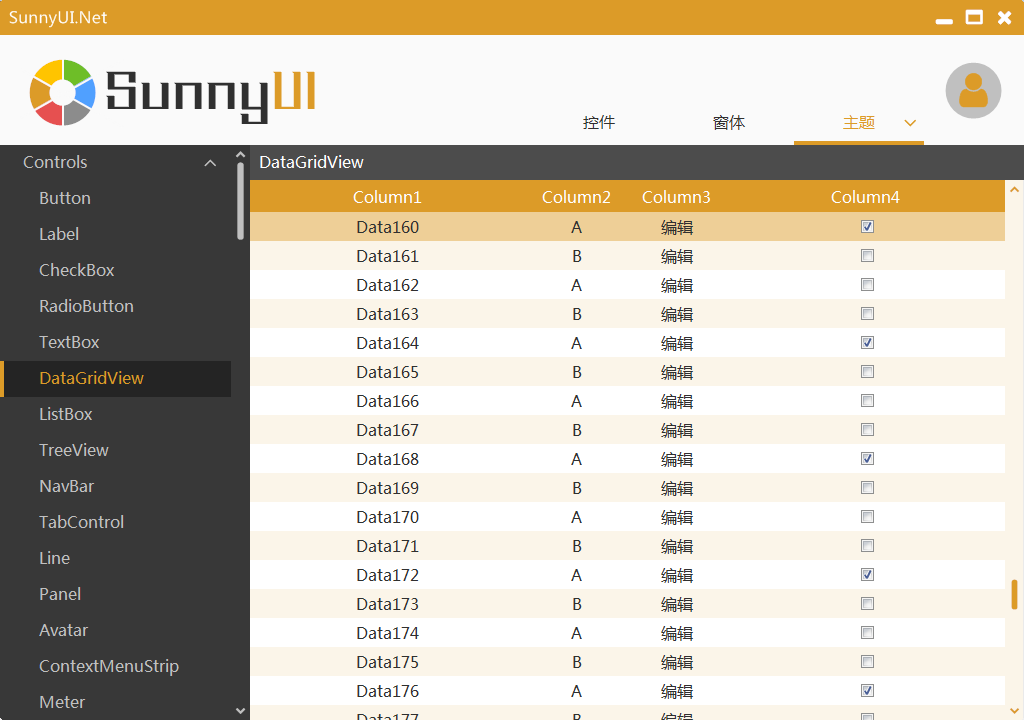 SunnyUI.Net
SunnyUI
控件 窗体 主题
Controls
Button
Label
CheckBox
RadioButton
TextBox
DataGridView
ListBox
TreeView
NavBar
TabControl
Line
Panel
Avatar
ContextMenuStrip
Meter
DataGridView
Column1 Column2 Column3 Column4
Data160 A 编辑
Data161 B 编辑
Data162 A 编辑
Data163 B 编辑
Data164 A 编辑
Data165 B 编辑
Data166 A 编辑
Data167 B 编辑
Data168 A 编辑
Data169 B 编辑
Data170 A 编辑
Data171 B 编辑
Data172 A 编辑
Data173 B 编辑
Data174 A 编辑
Data175 B 编辑
Data176 A 编辑
Data177 B 编辑